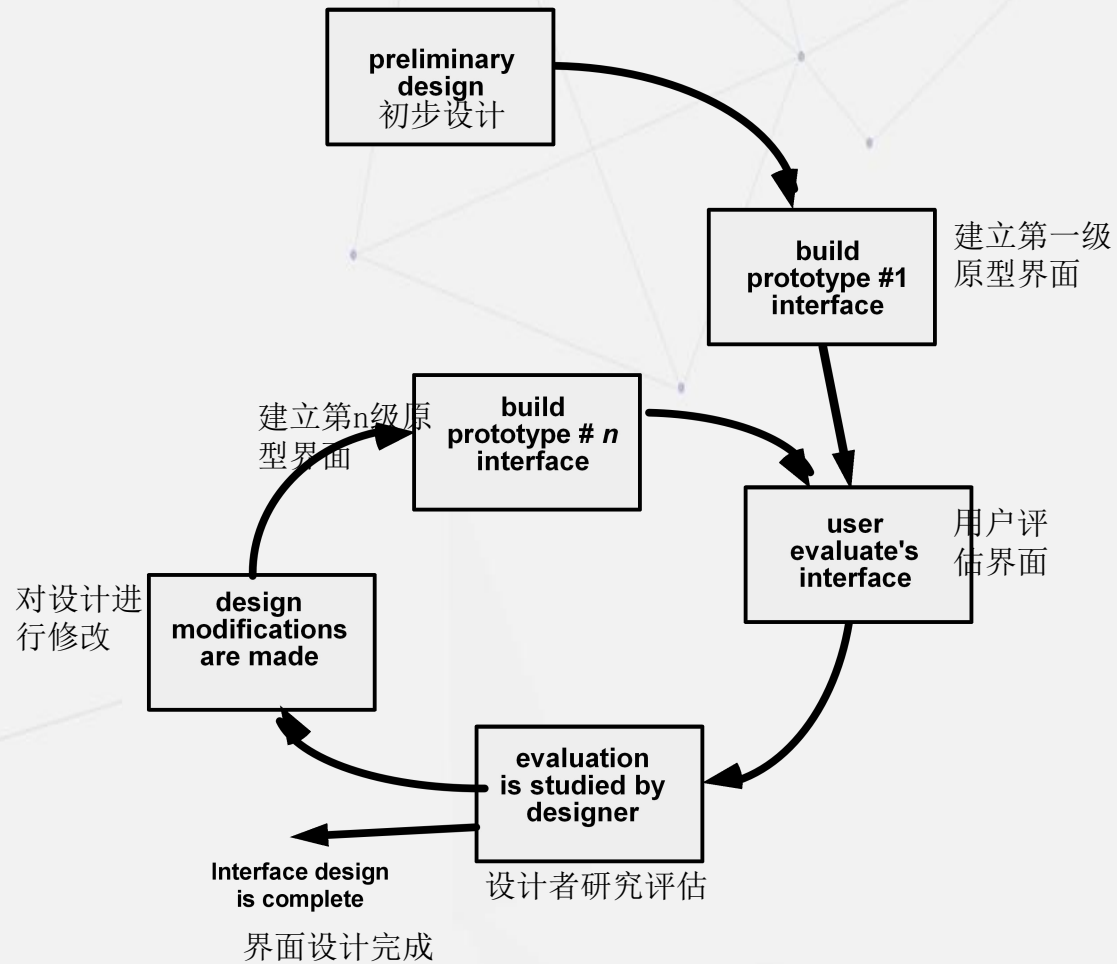 preliminary
design
初步设计
build
prototype #1
interface
建立第一级
原型界面
建立第n级原
型界面
build
prototype # n
interface
user
evaluate's
interface
用户评
估界面
对设计进
行修改
design
modifications
are made
evaluation
is studied by
designer
设计者研究评估
Interface design
is complete
界面设计完成